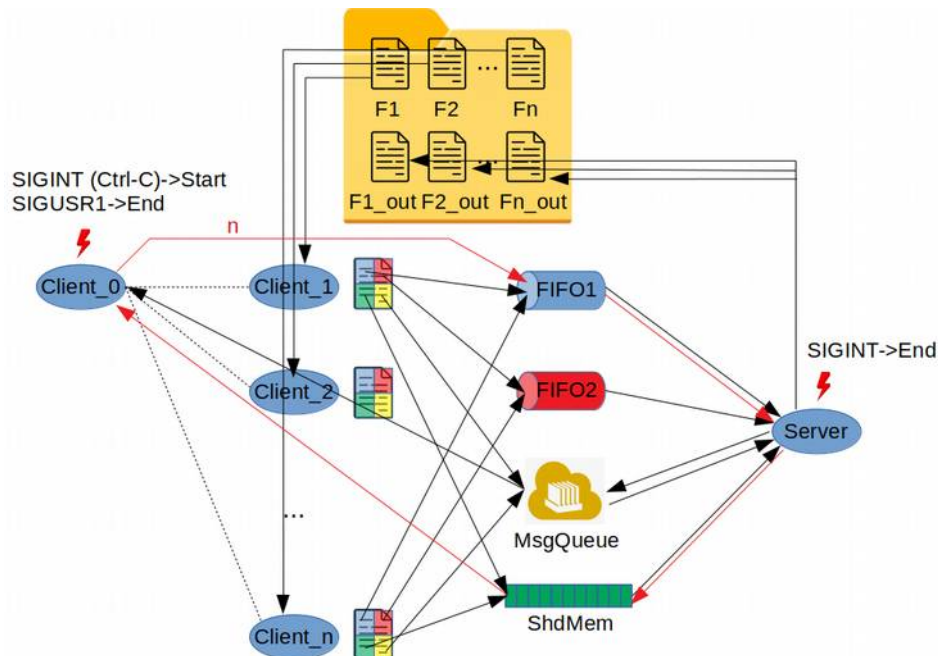 F1 F2 ... Fn
F1_out F2_out ... Fn_out
SIGINT (Ctrl-C)->Start
SIGUSR1->End
n
Client_0
Client_1
FIFO1
SIGINT->End
Client_2
FIFO2
Server
...
MsgQueue
ShdMem
Client_n